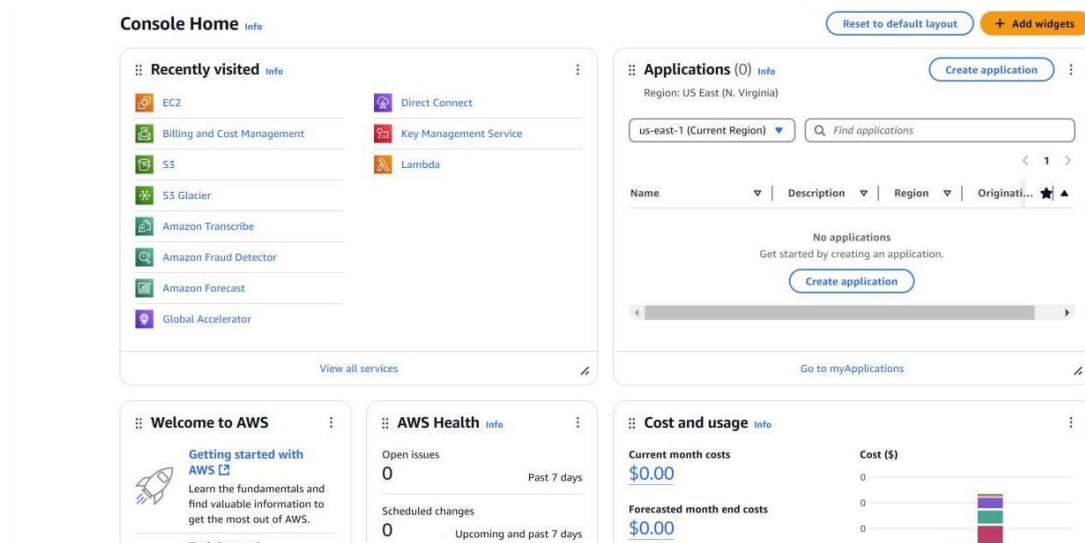 Console Home Info
Reset to default layout
+ Add widgets
Recently visited Info
EC2
Billing and Cost Management
S3
S3 Glacier
Amazon Transcribe
Amazon Fraud Detector
Amazon Forecast
Global Accelerator
Direct Connect
Key Management Service
Lambda
View all services
Applications (0) Info
Create application
Region: US East (N. Virginia)
us-east-1 (Current Region)
Find applications
1
Name Description Region Originati...
No applications
Get started by creating an application.
Create application
Go to myApplications
Welcome to AWS
Getting started with
AWS
Learn the fundamentals and
find valuable information to
get the most out of AWS.
AWS Health Info
Open issues
0 Past 7 days
Scheduled changes
0 Upcoming and past 7 days
Cost and usage Info
Current month costs
$0.00
Forecasted month end costs
$0.00
Cost ($)
0
0
0